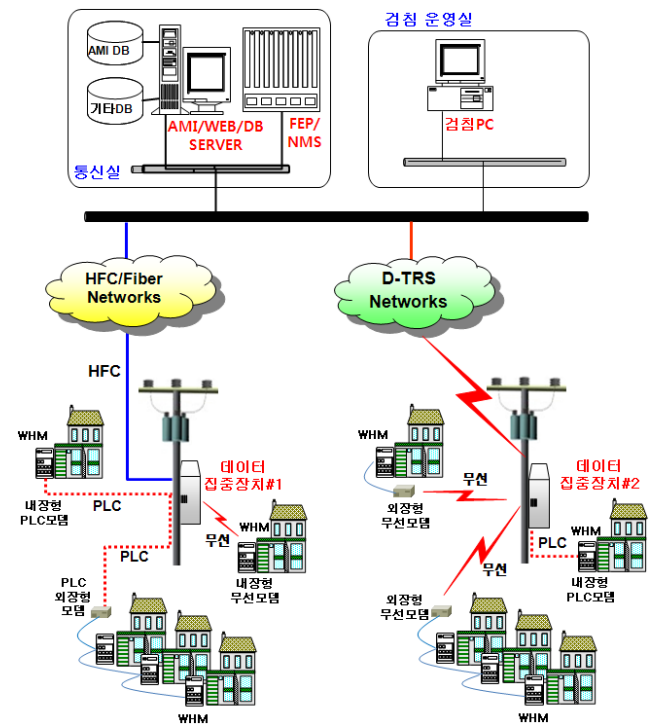 검침 운영실
AMI DB
기타DB
AMI/WEB/DB
SERVER
FEP/
NMS
통신실
검침PC
HFC/Fiber
Networks
D-TRS
Networks
HFC
WHM
내장형
PLC모뎀
PLC
데이터
집중장치#1
무선
WHM
내장형
무선모뎀
PLC
PLC
외장형
모뎀
WHM
WHM
외장형
무선모뎀
무선
데이터
집중장치#2
PLC
WHM
내장형
PLC모뎀
무선
외장형
무선모뎀
WHM